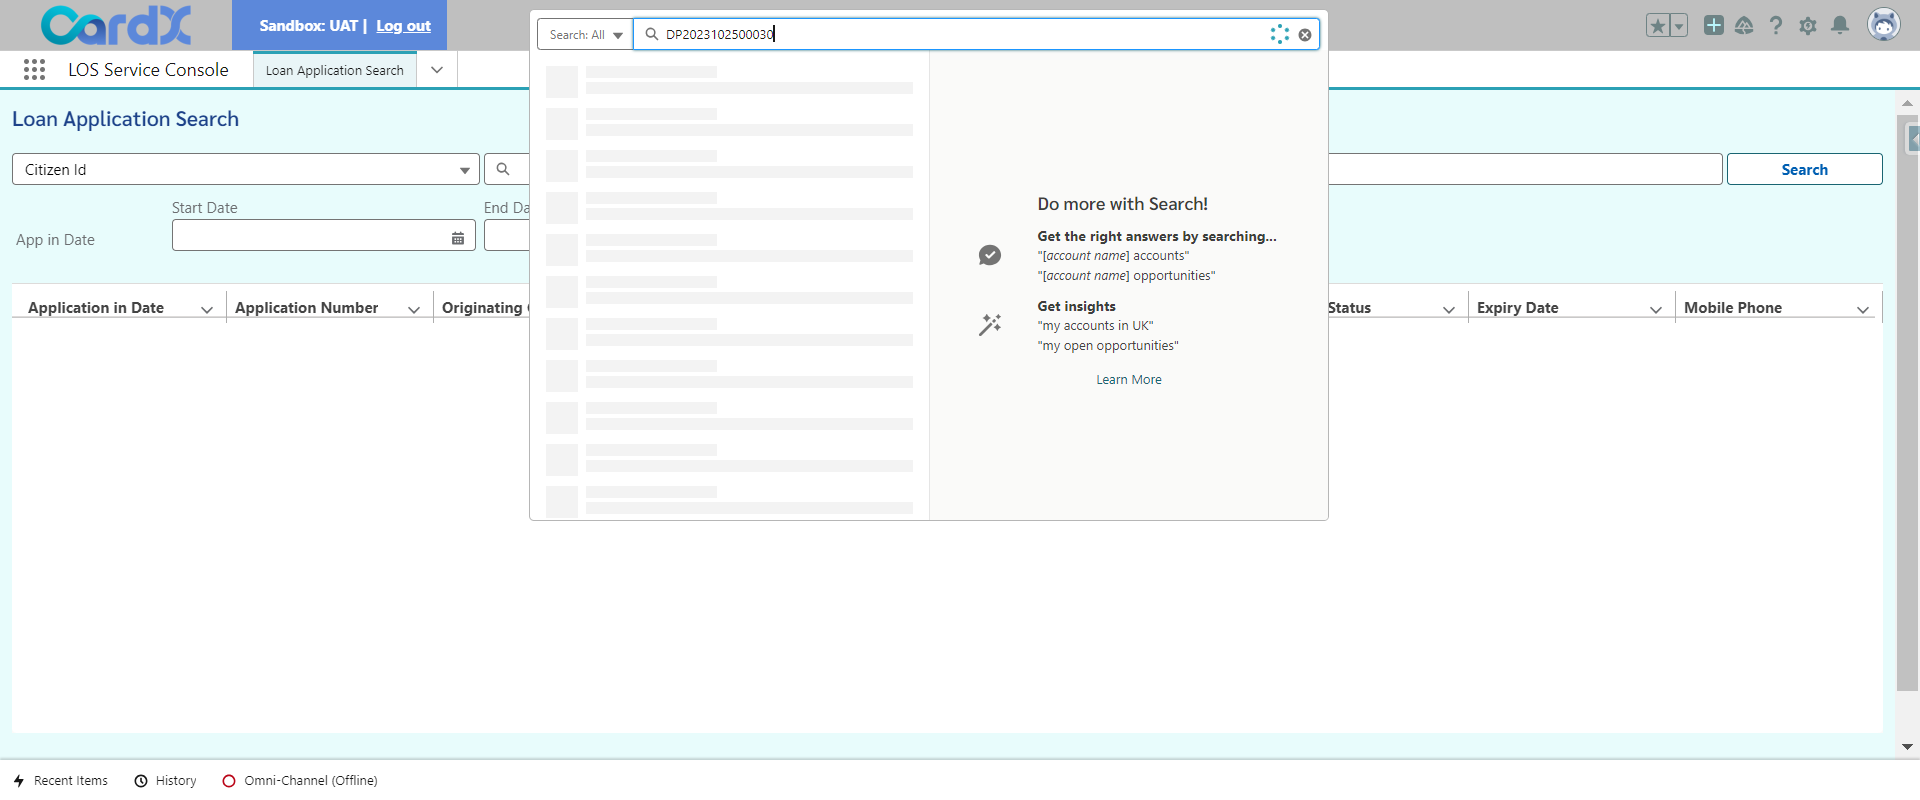 CardX
Sandbox: UAT | Log out
Search: All
DP2023102500030
LOS Service Console
Loan Application Search
Loan Application Search
Citizen Id
Search
Start Date
End Da
App in Date
Do more with Search!
Get the right answers by searching...
"[account name] accounts"
"[account name] opportunities"
Get insights
"my accounts in UK"
"my open opportunities"
Learn More
Application in Date
Application Number
Originating
Status
Expiry Date
Mobile Phone
Recent Items
History
Omni-Channel (Offline)